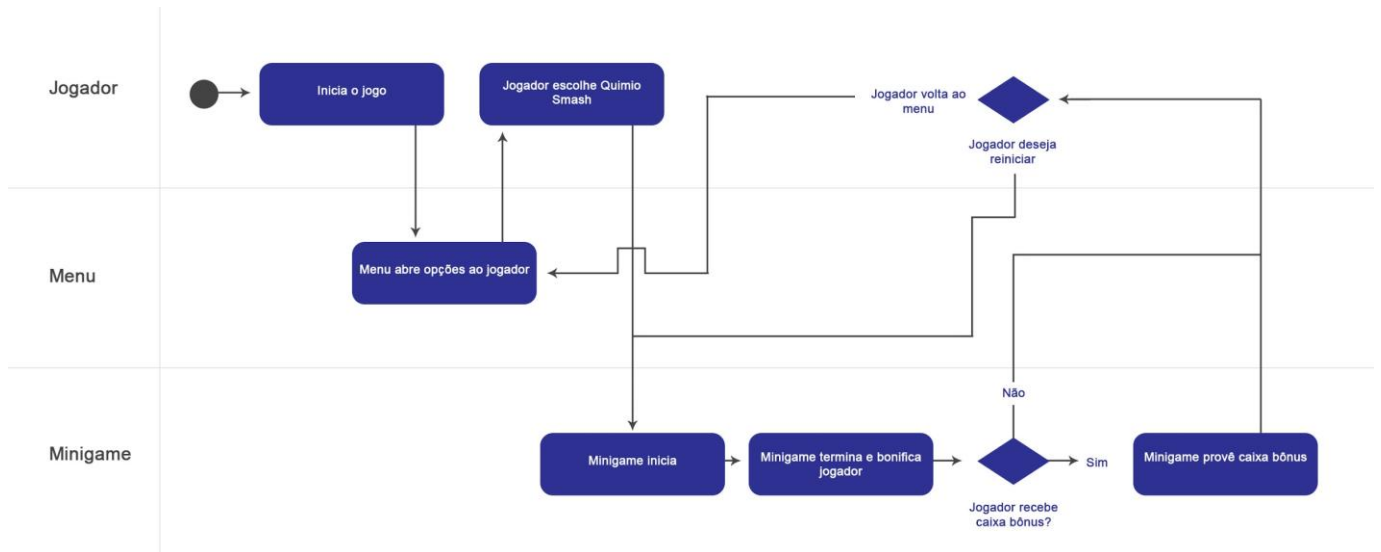 Jogador
Inicia o jogo
Jogador escolhe Quimio
Smash
Jogador volta ao
menu
Jogador deseja
reiniciar
Menu
Menu abre opções ao jogador
Não
Minigame
Minigame inicia
Minigame termina e bonifica
jogador
Sim
Minigame provê caixa bônus
Jogador recebe
caixa bônus?